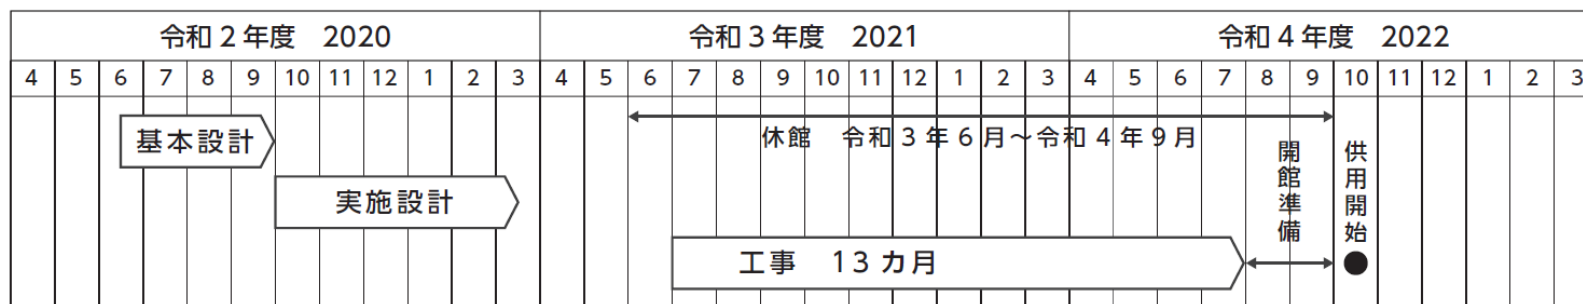 令和２年度　2020　令和３年度　2021　令和４年度　2022
4 5 6 7 8 9 10 11 12 1 2 3 4 5 6 7 8 9 10 11 12 1 2 3 4 5 6 7 8 9 10 11 12 1 2 3
基本設計
休館　令和３年６月～令和４年９月
実施設計
工事　13カ月
開館準備
供用開始